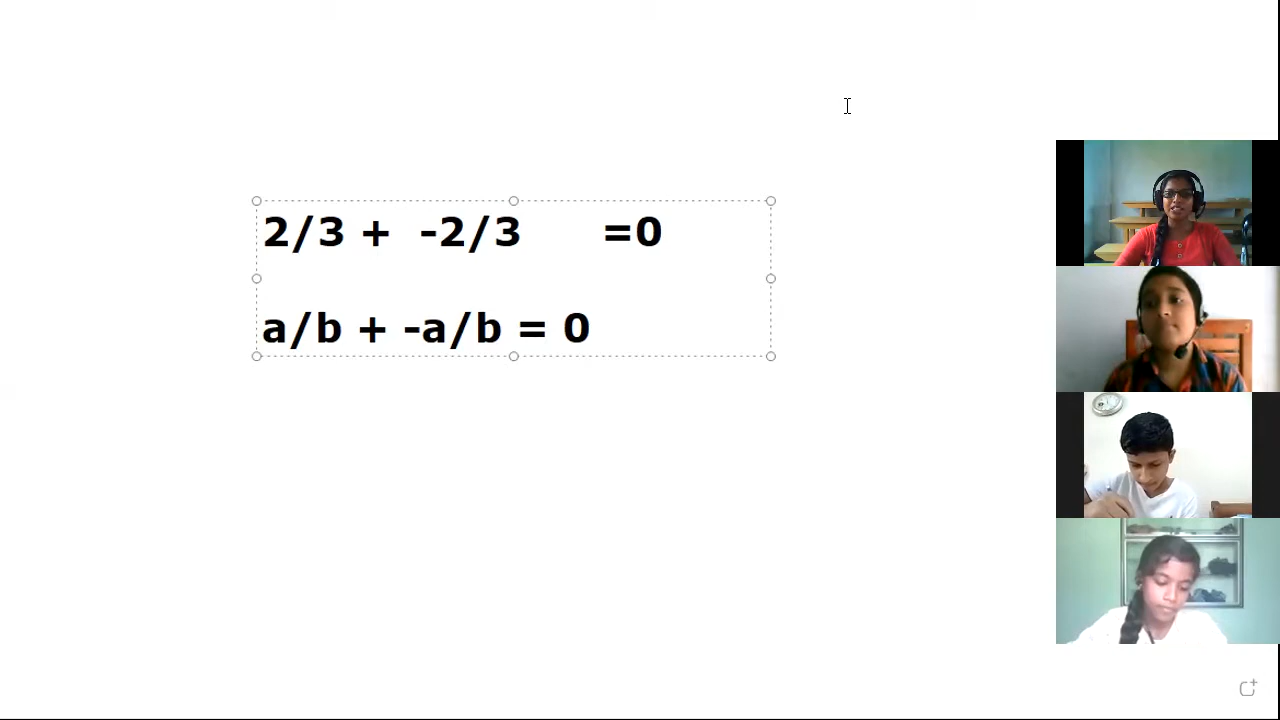 2/3 + -2/3 =0
a/b + -a/b = 0